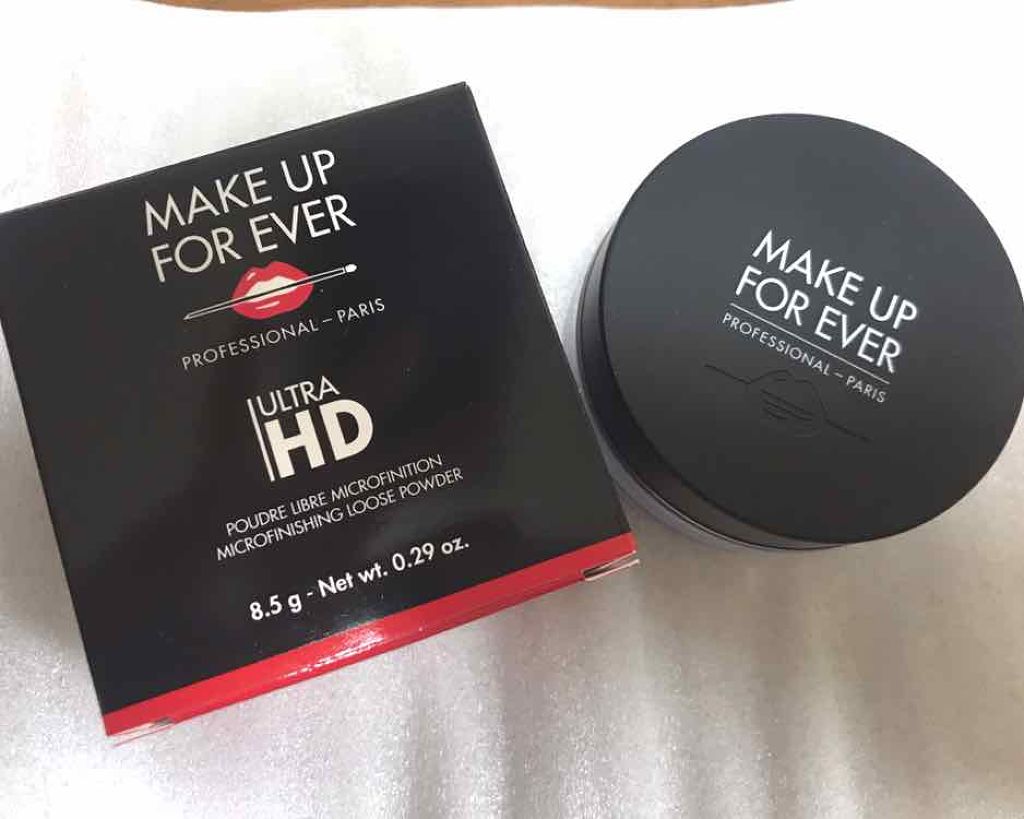 MAKE UP
FOR EVER
PROFESSIONAL – PARIS
ULTRA
HD
POUDRE LIBRE MICROFINITION
MICROFINISHING LOOSE POWDER
8.5 g - Net wt. 0.29 oz.
MAKE UP
FOR EVER
PROFESSIONAL – PARIS